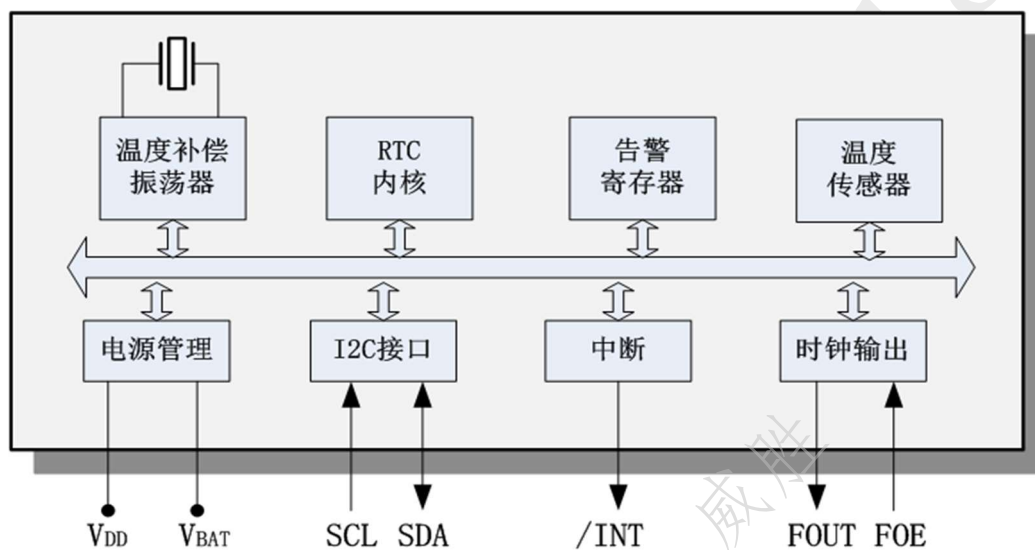 温度补偿
振荡器
RTC
内核
告警
寄存器
温度
传感器
电源管理
I2C接口
中断
时钟输出
VDD
VBAT
SCL
SDA
/INT
FOUT
FOE
威胜